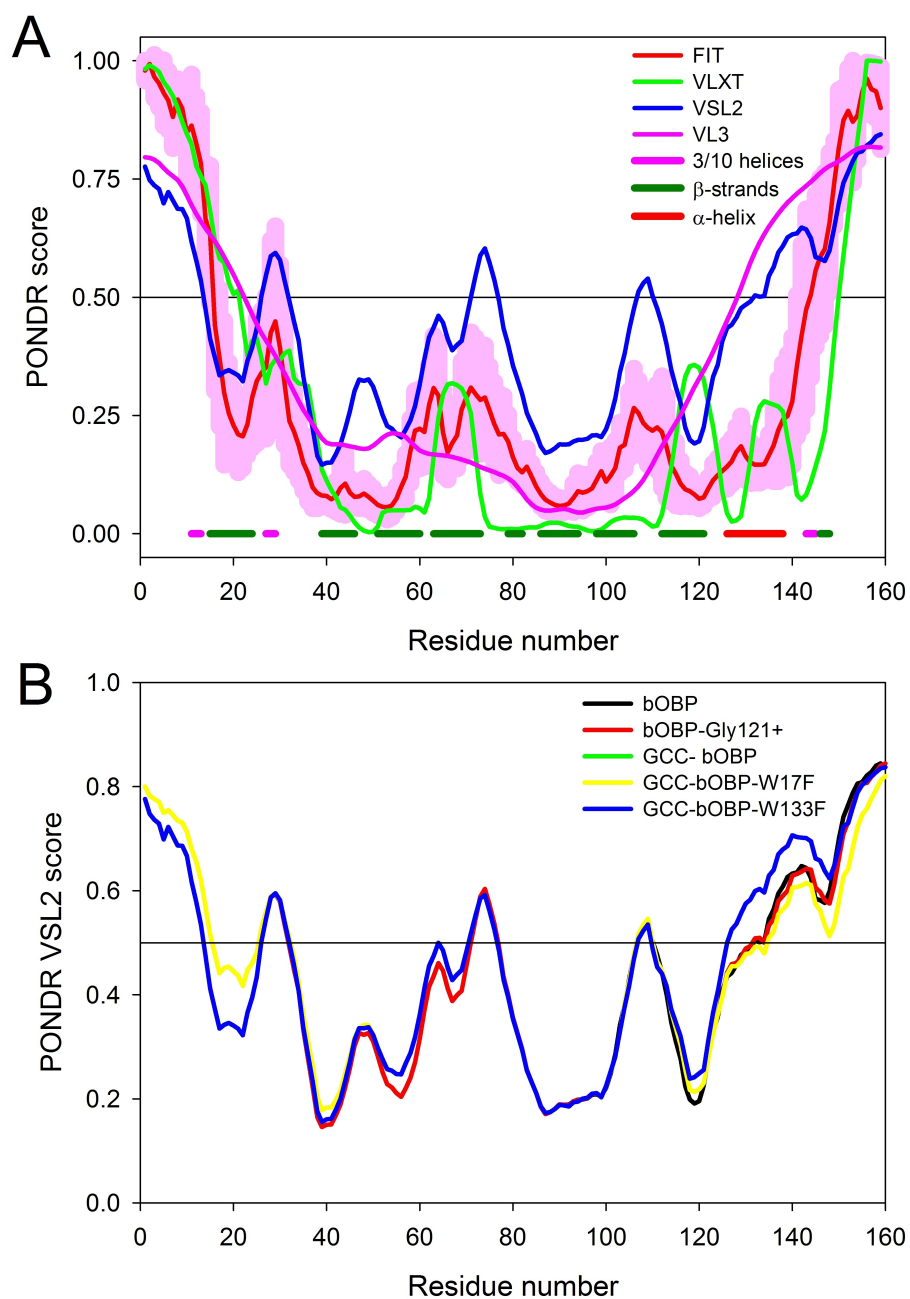 A
1.00
0.75
0.50
0.25
0.00
PONDR score
FIT
VLXT
VSL2
VL3
3/10 helices
β-strands
α-helix
0 20 40 60 80 100 120 140 160
Residue number
B
1.0
0.8
0.6
0.4
0.2
0.0
PONDR VSL2 score
bOBP
bOBP-Gly121+
GCC- bOBP
GCC-bOBP-W17F
GCC-bOBP-W133F
0 20 40 60 80 100 120 140 160
Residue number